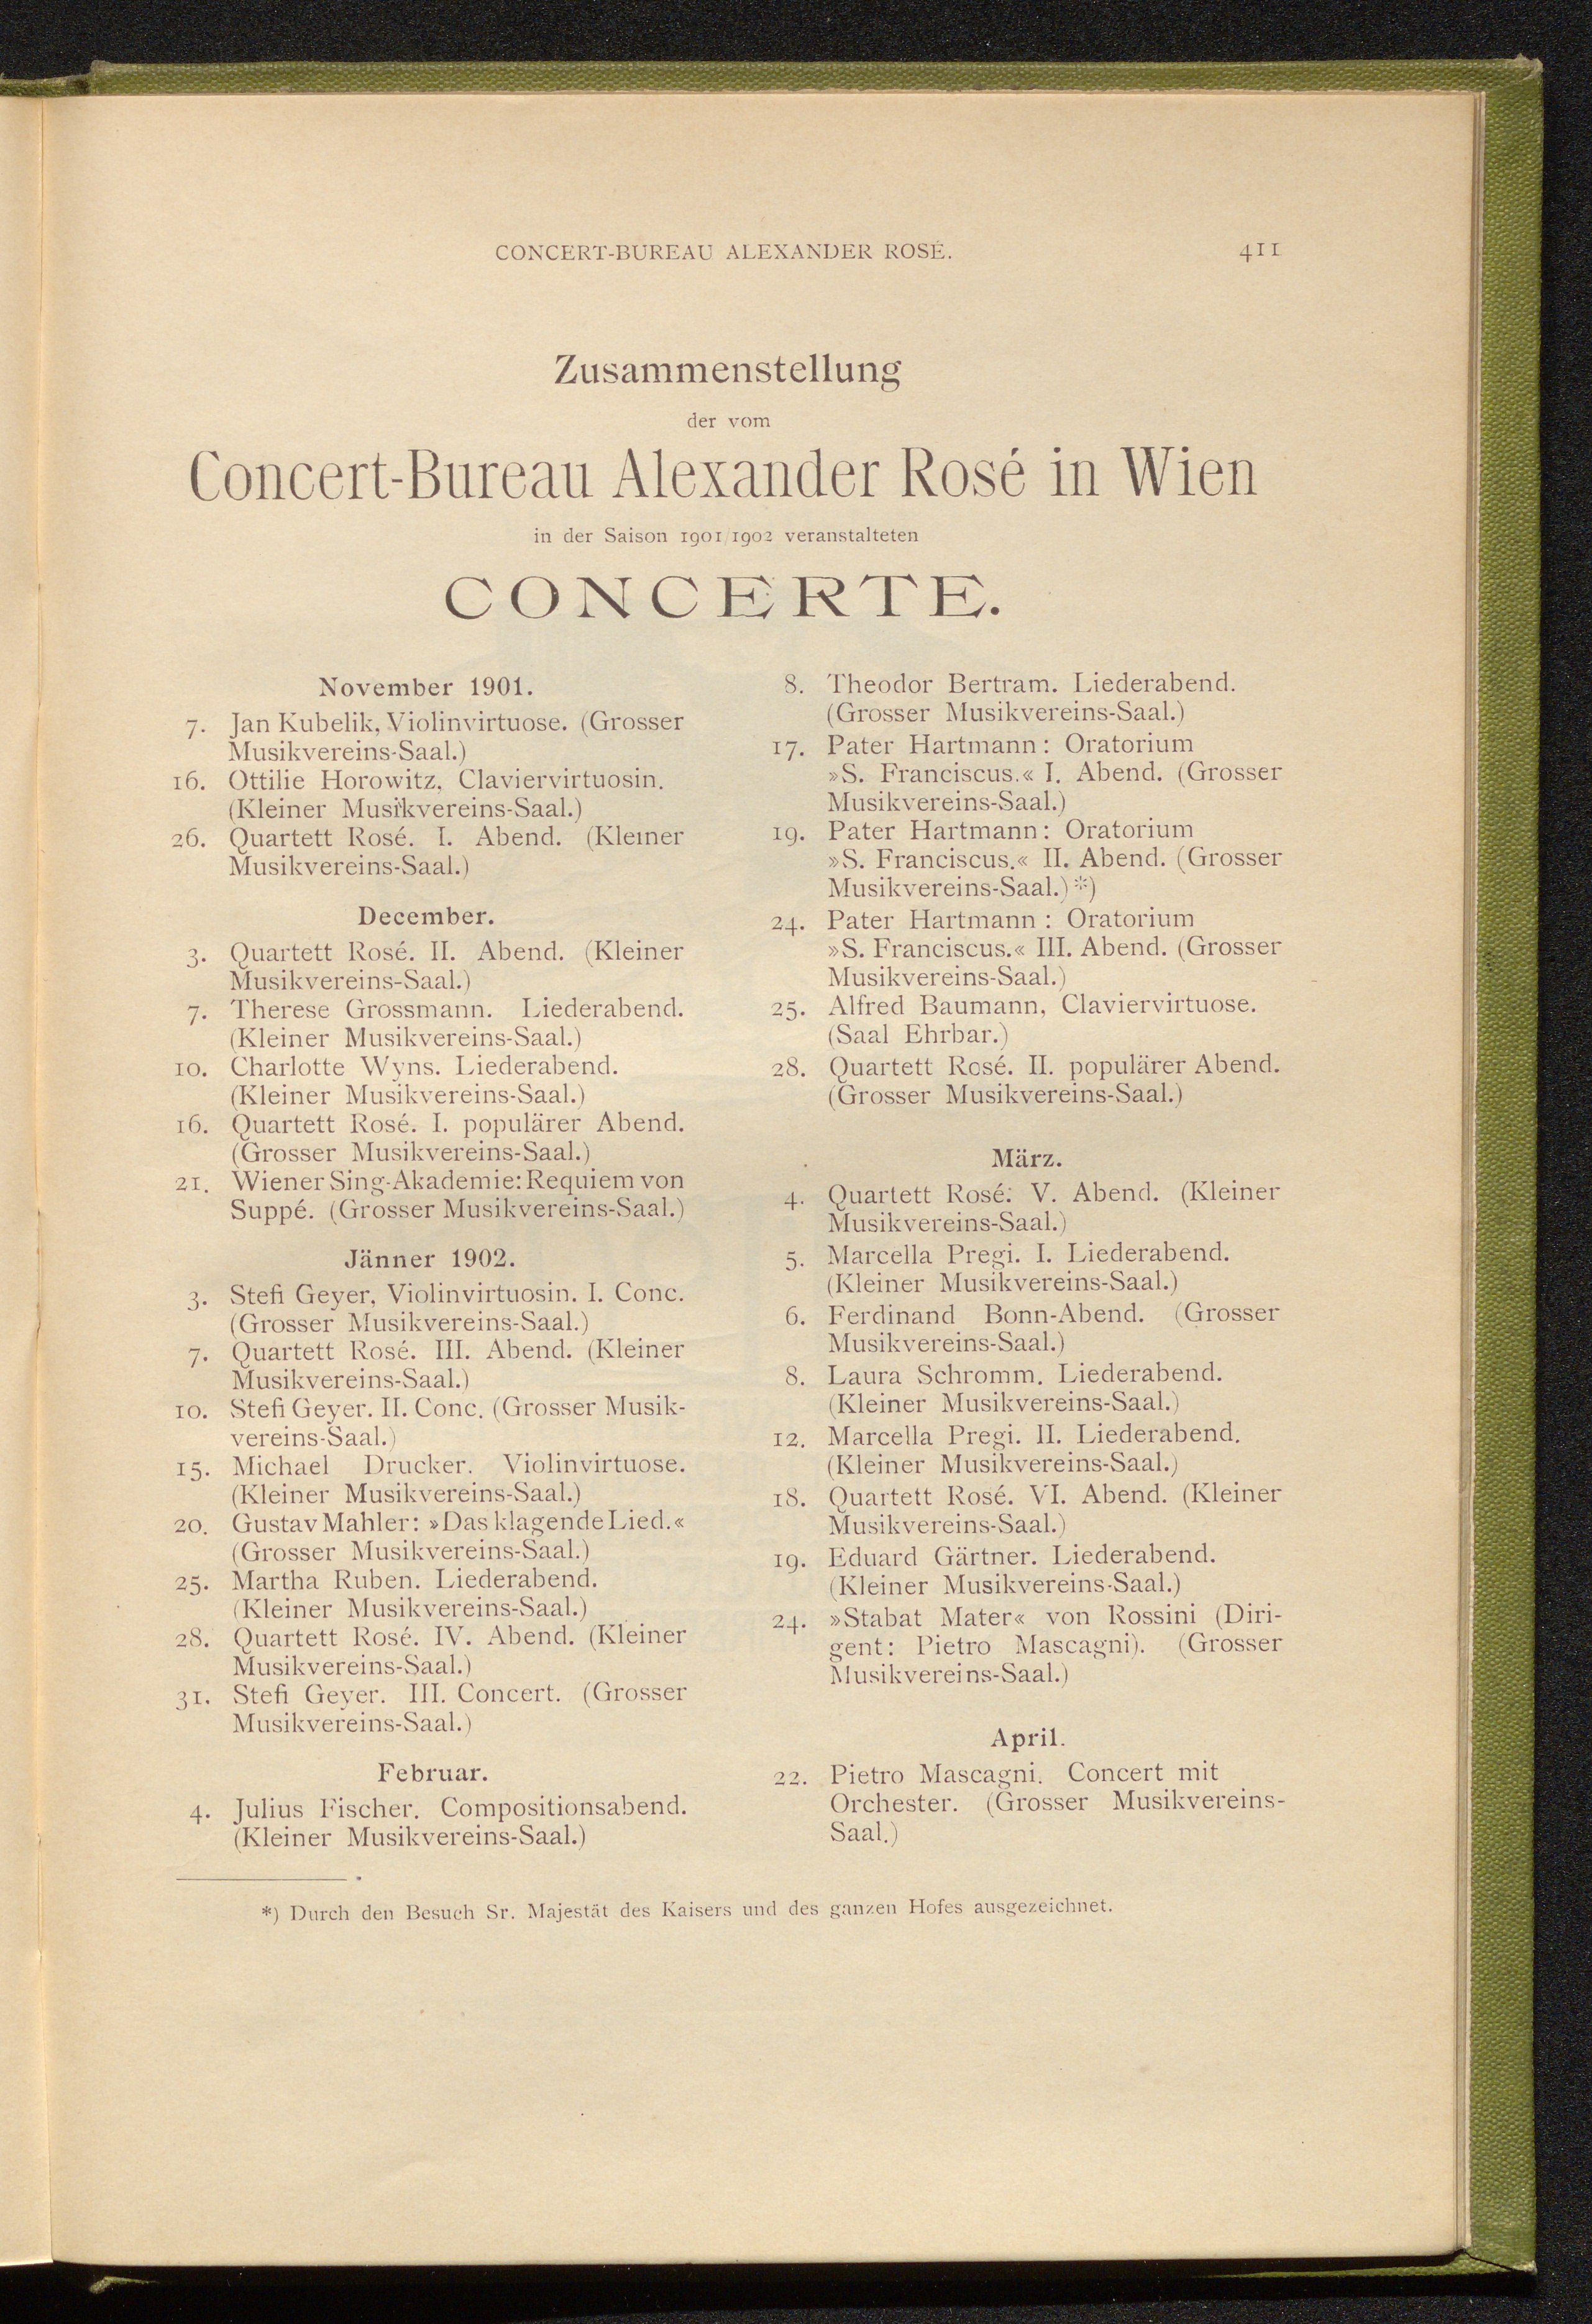 CONCERT-BUREAU ALEXANDER ROSÉ.
411
Zusammenstellung
der vom
Concert-Bureau Alexander Rosé in Wien
in der Saison 1901/1902 veranstalteten
CONCERTE.
November 1901.
7. Jan Kubelik, Violinvirtuose. (Grosser
Musikvereins-Saal.)
16. Ottilie Horowitz, Claviervirtuosin.
(Kleiner Musikvereins-Saal.)
26. Quartett Rosé. I. Abend. (Kleiner
Musikvereins-Saal.)
December.
3. Quartett Rosé. II. Abend. (Kleiner
Musikvereins-Saal.)
7. Therese Grossmann. Liederabend.
(Kleiner Musikvereins-Saal.)
10. Charlotte Wyns. Liederabend.
(Kleiner Musikvereins-Saal.)
16. Quartett Rosé. I. populärer Abend.
(Grosser Musikvereins-Saal.)
21. Wiener Sing-Akademie: Requiem von
Suppé. (Grosser Musikvereins-Saal.)
Jänner 1902.
3. Stefi Geyer, Violinvirtuosin. I. Conc.
(Grosser Musikvereins-Saal.)
7. Quartett Rosé. III. Abend. (Kleiner
Musikvereins-Saal.)
10. Stefi Geyer. II. Conc. (Grosser Musik-
vereins-Saal.)
15. Michael Drucker. Violinvirtuose.
(Kleiner Musikvereins-Saal.)
20. Gustav Mahler: »Das klagende Lied.«
(Grosser Musikvereins-Saal.)
25. Martha Ruben. Liederabend.
(Kleiner Musikvereins-Saal.)
28. Quartett Rosé. IV. Abend. (Kleiner
Musikvereins-Saal.)
31. Stefi Geyer. III. Concert. (Grosser
Musikvereins-Saal.)
Februar.
4. Julius Fischer. Compositionsabend.
(Kleiner Musikvereins-Saal.)
8. Theodor Bertram. Liederabend.
(Grosser Musikvereins-Saal.)
17. Pater Hartmann: Oratorium
»S. Franciscus.« I. Abend. (Grosser
Musikvereins-Saal.)
19. Pater Hartmann: Oratorium
»S. Franciscus.« II. Abend. (Grosser
Musikvereins-Saal.)*)
24. Pater Hartmann: Oratorium
»S. Franciscus.« III. Abend. (Grosser
Musikvereins-Saal.)
25. Alfred Baumann, Claviervirtuose.
(Saal Ehrbar.)
28. Quartett Rosé. II. populärer Abend.
(Grosser Musikvereins-Saal.)
März.
4. Quartett Rosé. V. Abend. (Kleiner
Musikvereins-Saal.)
5. Marcella Pregi. I. Liederabend.
(Kleiner Musikvereins-Saal.)
6. Ferdinand Bonn-Abend. (Grosser
Musikvereins-Saal.)
8. Laura Schromm. Liederabend.
(Kleiner Musikvereins-Saal.)
12. Marcella Pregi. II. Liederabend.
(Kleiner Musikvereins-Saal.)
18. Quartett Rosé. VI. Abend. (Kleiner
Musikvereins-Saal.)
19. Eduard Gärtner. Liederabend.
(Kleiner Musikvereins-Saal.)
24. »Stabat Mater« von Rossini (Diri-
gent: Pietro Mascagni). (Grosser
Musikvereins-Saal.)
April.
22. Pietro Mascagni. Concert mit
Orchester. (Grosser Musikvereins-
Saal.)
*) Durch den Besuch Sr. Majestät des Kaisers und des ganzen Hofes ausgezeichnet.